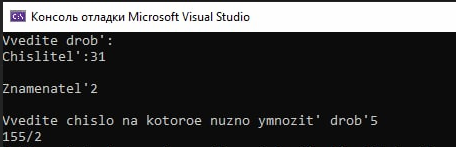 Консоль отладки Microsoft Visual Studio
Vvedite drob':
Chislitel':31
Znamenatel'2
Vvedite chislo na kotoroe nuzno ymnozit' drob'5
155/2